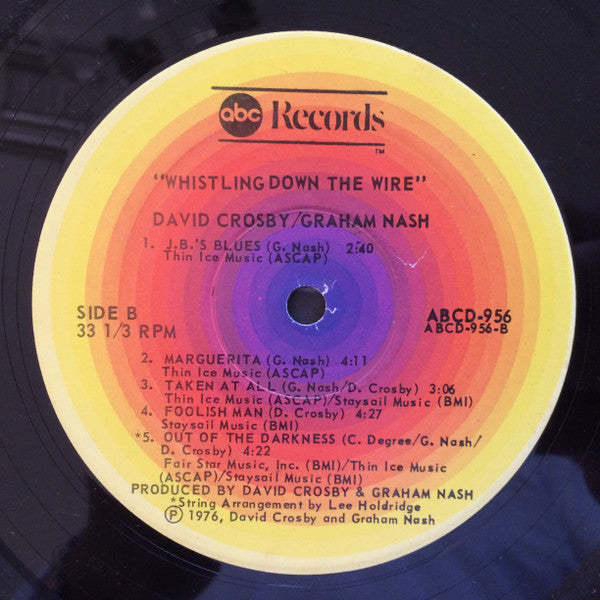 abc Records
TM
"WHISTLING DOWN THE WIRE"
DAVID CROSBY/GRAHAM NASH
1. J.B.'S BLUES (G. Nash) 2:40
Thin Ice Music (ASCAP)
SIDE B
33 1/3 RPM
ABCD-956
ABCD-956-B
2. MARGUERITA (G. Nash) 4:11
Thin Ice Music (ASCAP)
3. TAKEN AT ALL (G. Nash/D. Crosby) 3:06
Thin Ice Music (ASCAP)/Staysail Music (BMI)
4. FOOLISH MAN (D. Crosby) 4:27
Staysail Music (BMI)
*5. OUT OF THE DARKNESS (C. Degree/G. Nash/
D. Crosby) 4:22
Fair Star Music, Inc. (BMI)/Thin Ice Music
(ASCAP)/Staysail Music (BMI)
PRODUCED BY DAVID CROSBY & GRAHAM NASH
*String Arrangement by Lee Holdridge
℗ 1976, David Crosby and Graham Nash